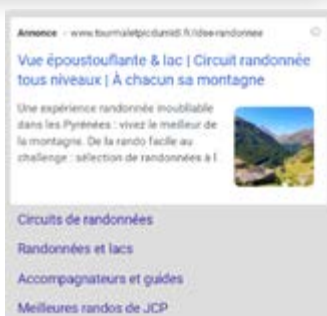 Annonce · www.tourmaletpicdumidi.fr/idee-randonnee
Vue époustouflante & lac | Circuit randonnée
tous niveaux | À chacun sa montagne
Une expérience randonnée inoubliable
dans les Pyrénées : vivez le meilleur de
la montagne. De la rando facile au
challenge : sélection de randonnées à l
Circuits de randonnées
Randonnées et lacs
Accompagnateurs et guides
Meilleures randos de JCP